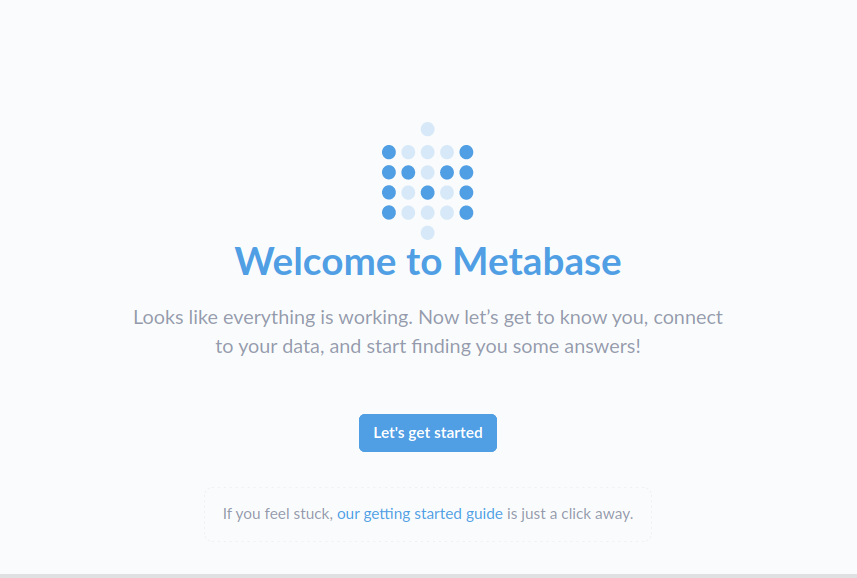 Welcome to Metabase
Looks like everything is working. Now let’s get to know you, connect
to your data, and start finding you some answers!
Let's get started
If you feel stuck, our getting started guide is just a click away.